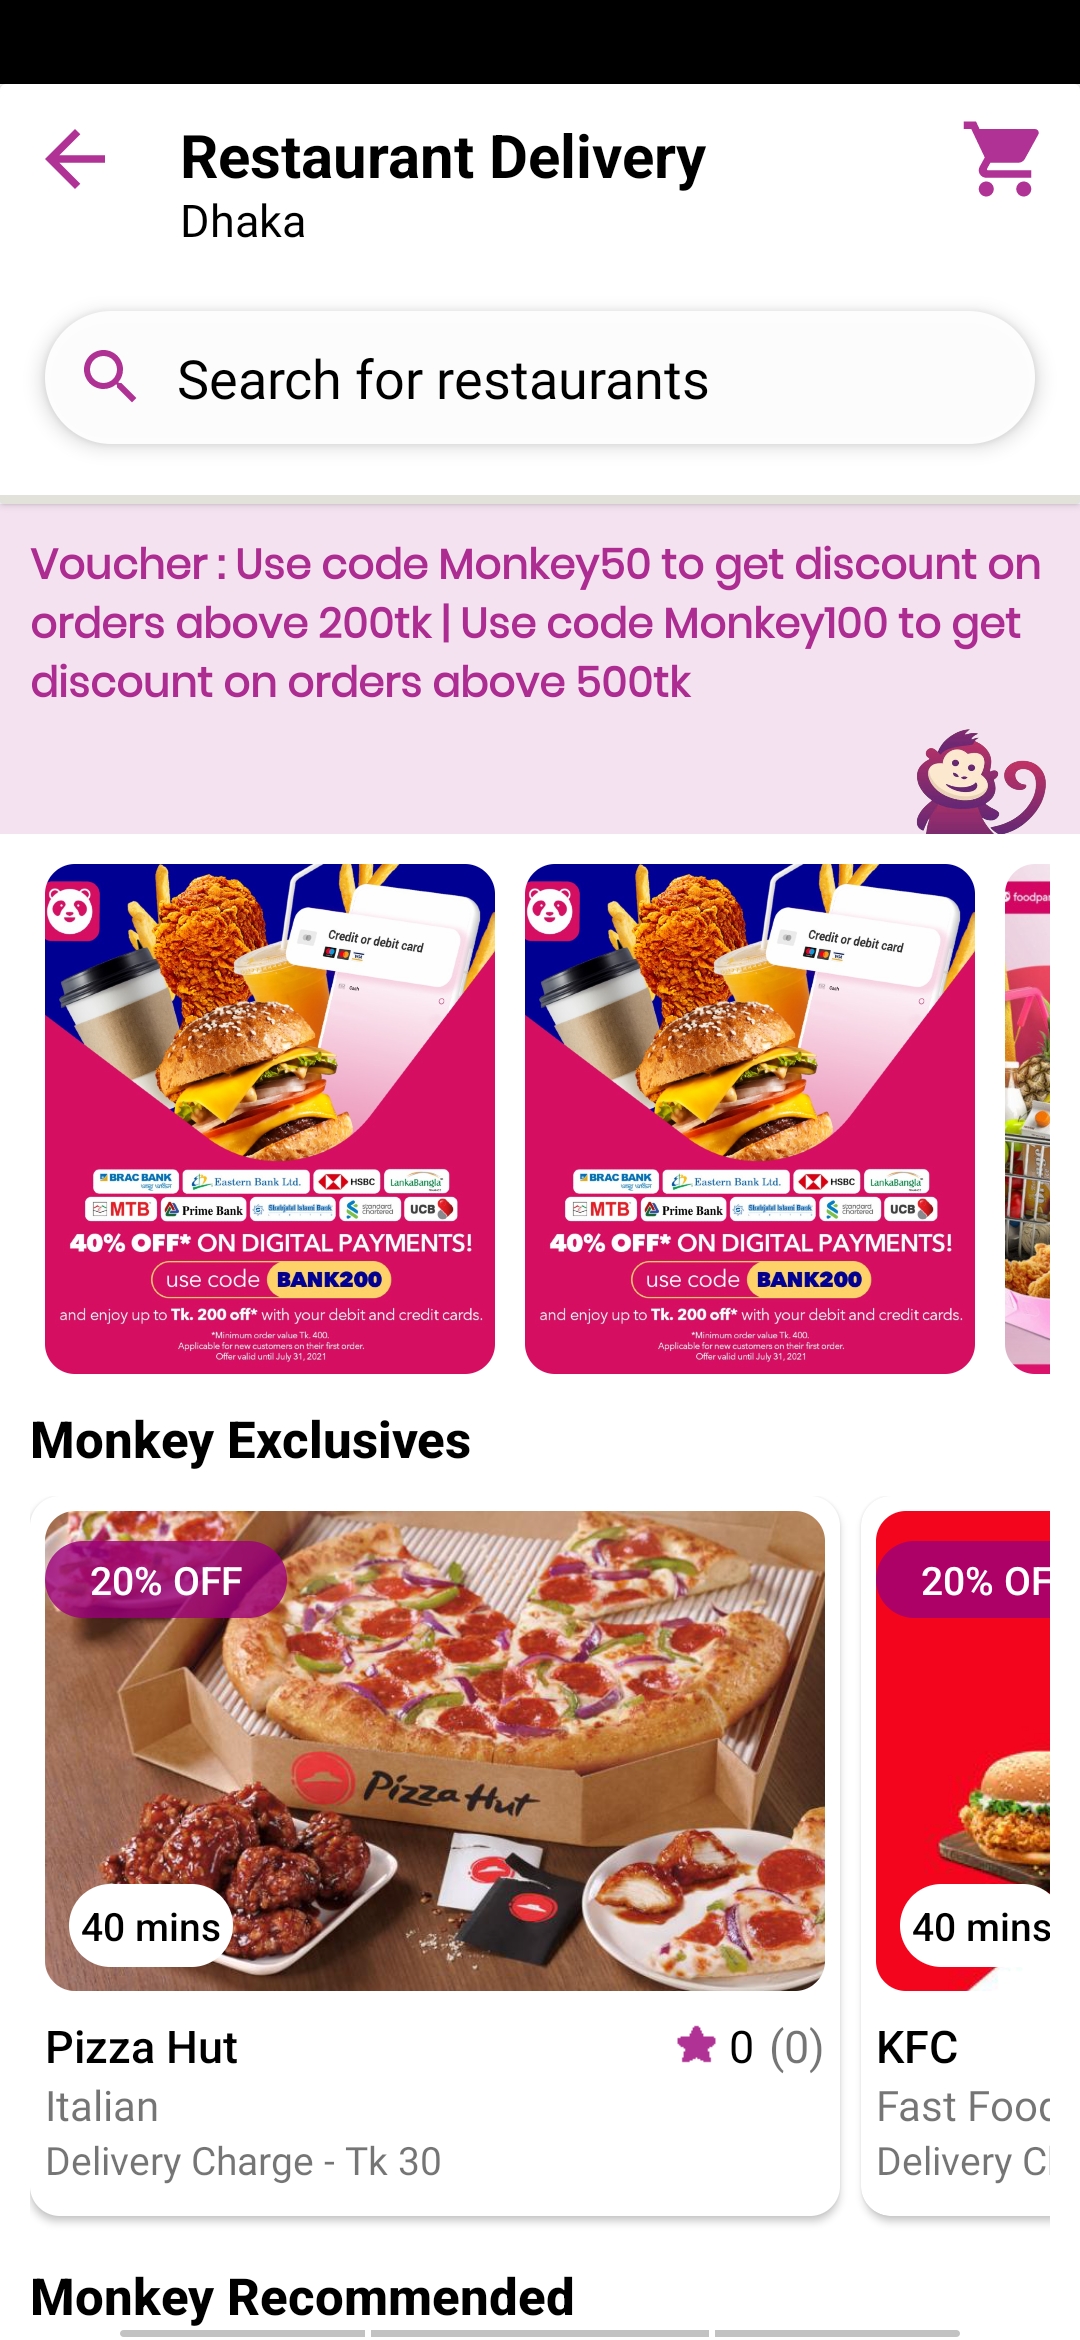 Restaurant Delivery
Dhaka
Search for restaurants
Voucher : Use code Monkey50 to get discount on
orders above 200tk | Use code Monkey100 to get
discount on orders above 500tk
Credit or debit card
Cash
BRAC BANK
Eastern Bank Ltd.
HSBC
LankaBangla
MTB
Prime Bank
Shahjalal Islami Bank
standard chartered
UCB
40% OFF* ON DIGITAL PAYMENTS!
use code BANK200
and enjoy up to Tk. 200 off* with your debit and credit cards.
*Minimum order value Tk. 400.
Applicable for new customers on their first order.
Offer valid until July 31, 2021
Credit or debit card
Cash
BRAC BANK
Eastern Bank Ltd.
HSBC
LankaBangla
MTB
Prime Bank
Shahjalal Islami Bank
standard chartered
UCB
40% OFF* ON DIGITAL PAYMENTS!
use code BANK200
and enjoy up to Tk. 200 off* with your debit and credit cards.
*Minimum order value Tk. 400.
Applicable for new customers on their first order.
Offer valid until July 31, 2021
foodpa
Monkey Exclusives
20% OFF
Pizza Hut
40 mins
Pizza Hut
0 (0)
Italian
Delivery Charge - Tk 30
20% OF
40 mins
KFC
Fast Foo
Delivery C
Monkey Recommended